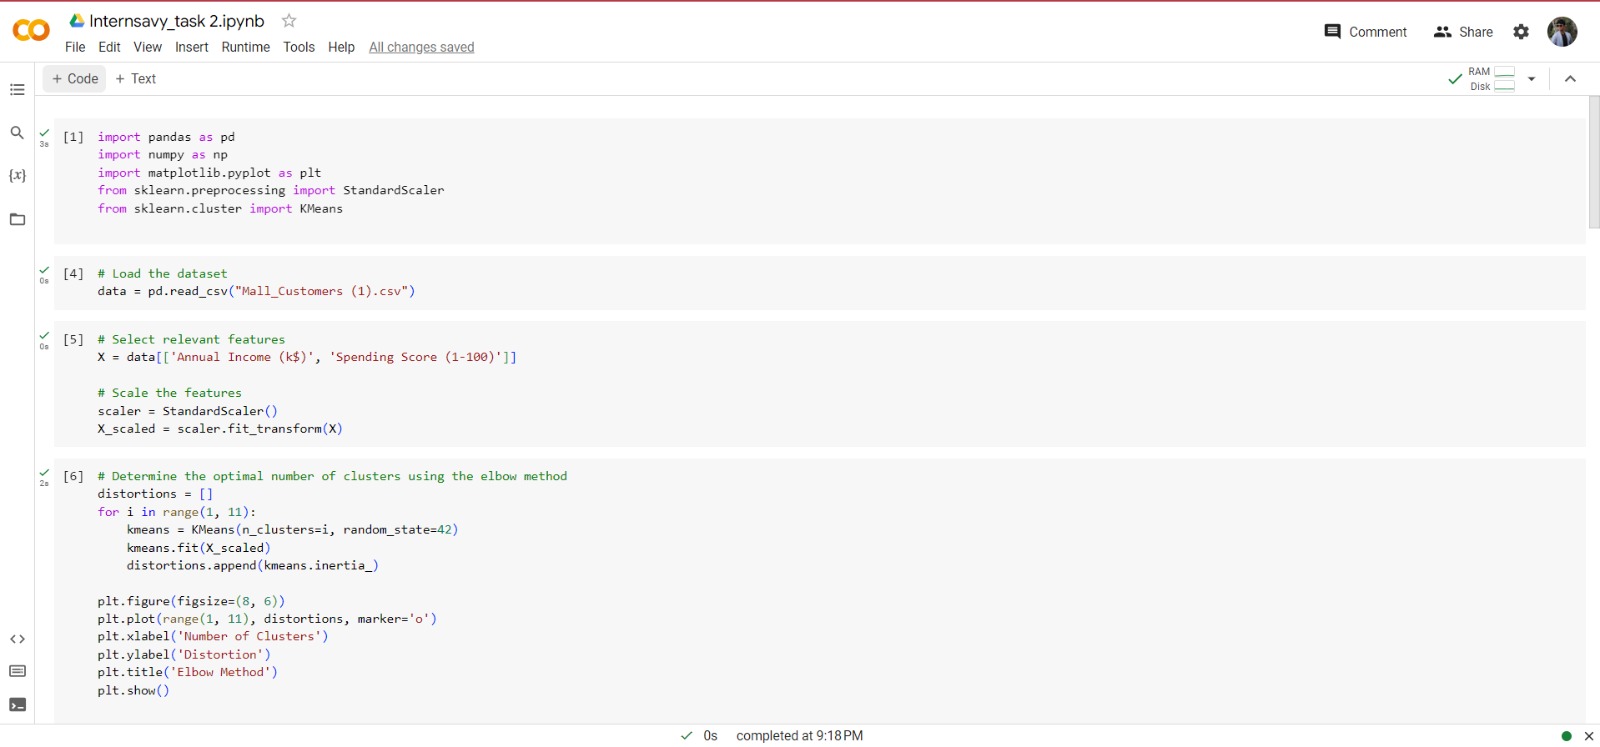 Internsavy_task 2.ipynb
File Edit View Insert Runtime Tools Help All changes saved
Comment Share
+ Code + Text
RAM
Disk
[1] import pandas as pd
3s
import numpy as np
import matplotlib.pyplot as plt
from sklearn.preprocessing import StandardScaler
from sklearn.cluster import KMeans
[4] # Load the dataset
0s
data = pd.read_csv("Mall_Customers (1).csv")
[5] # Select relevant features
0s
X = data[['Annual Income (k$)', 'Spending Score (1-100)']]
# Scale the features
scaler = StandardScaler()
X_scaled = scaler.fit_transform(X)
[6] # Determine the optimal number of clusters using the elbow method
2s
distortions = []
for i in range(1, 11):
    kmeans = KMeans(n_clusters=i, random_state=42)
    kmeans.fit(X_scaled)
    distortions.append(kmeans.inertia_)
plt.figure(figsize=(8, 6))
plt.plot(range(1, 11), distortions, marker='o')
plt.xlabel('Number of Clusters')
plt.ylabel('Distortion')
plt.title('Elbow Method')
plt.show()
0s completed at 9:18 PM